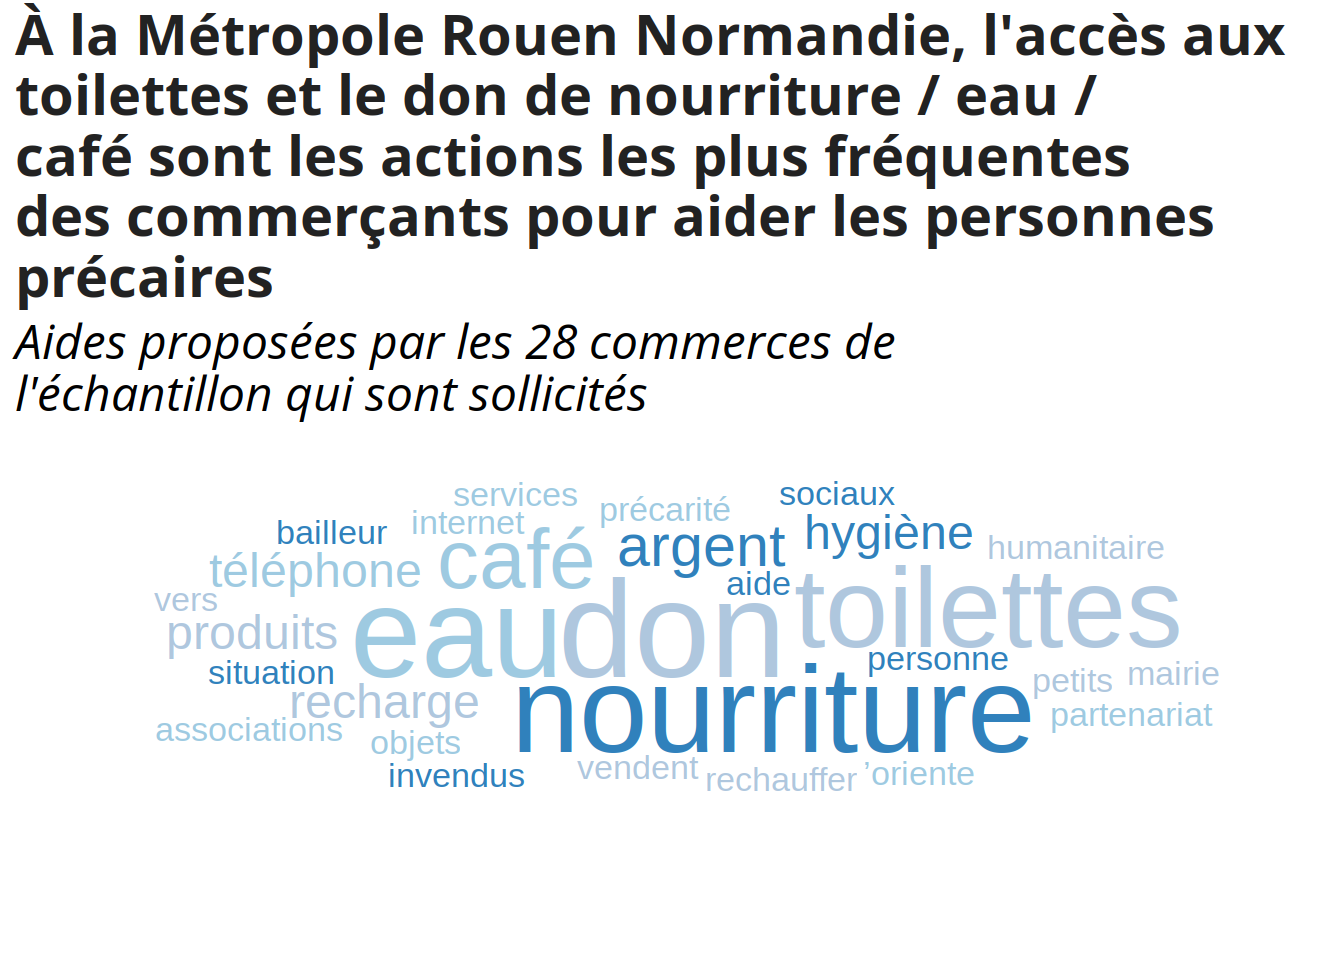 À la Métropole Rouen Normandie, l'accès aux
toilettes et le don de nourriture / eau /
café sont les actions les plus fréquentes
des commerçants pour aider les personnes
précaires
Aides proposées par les 28 commerces de
l'échantillon qui sont sollicités
services
sociaux
précarité
internet
bailleur
argent
hygiène
humanitaire
café
téléphone
aide
vers
toilettes
eau
don
produits
personne
situation
petits
mairie
recharge
nourriture
partenariat
associations
objets
vendent
invendus
rechauffer
’oriente